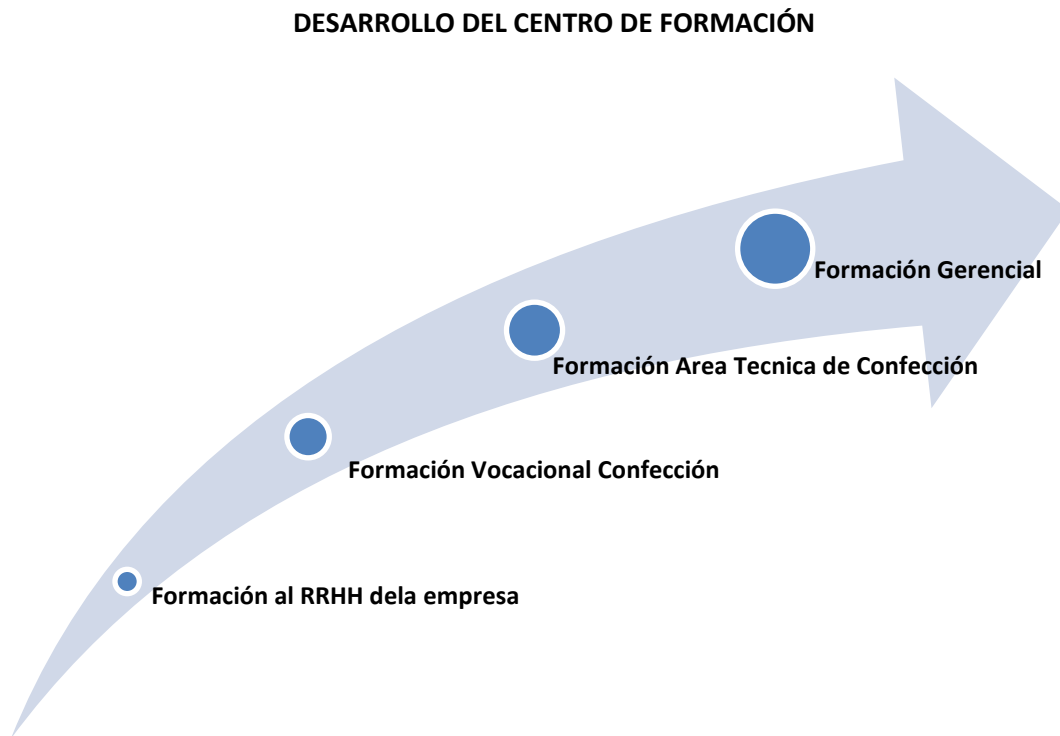 DESARROLLO DEL CENTRO DE FORMACIÓN
Formación Gerencial
Formación Area Tecnica de Confección
Formación Vocacional Confección
Formación al RRHH dela empresa